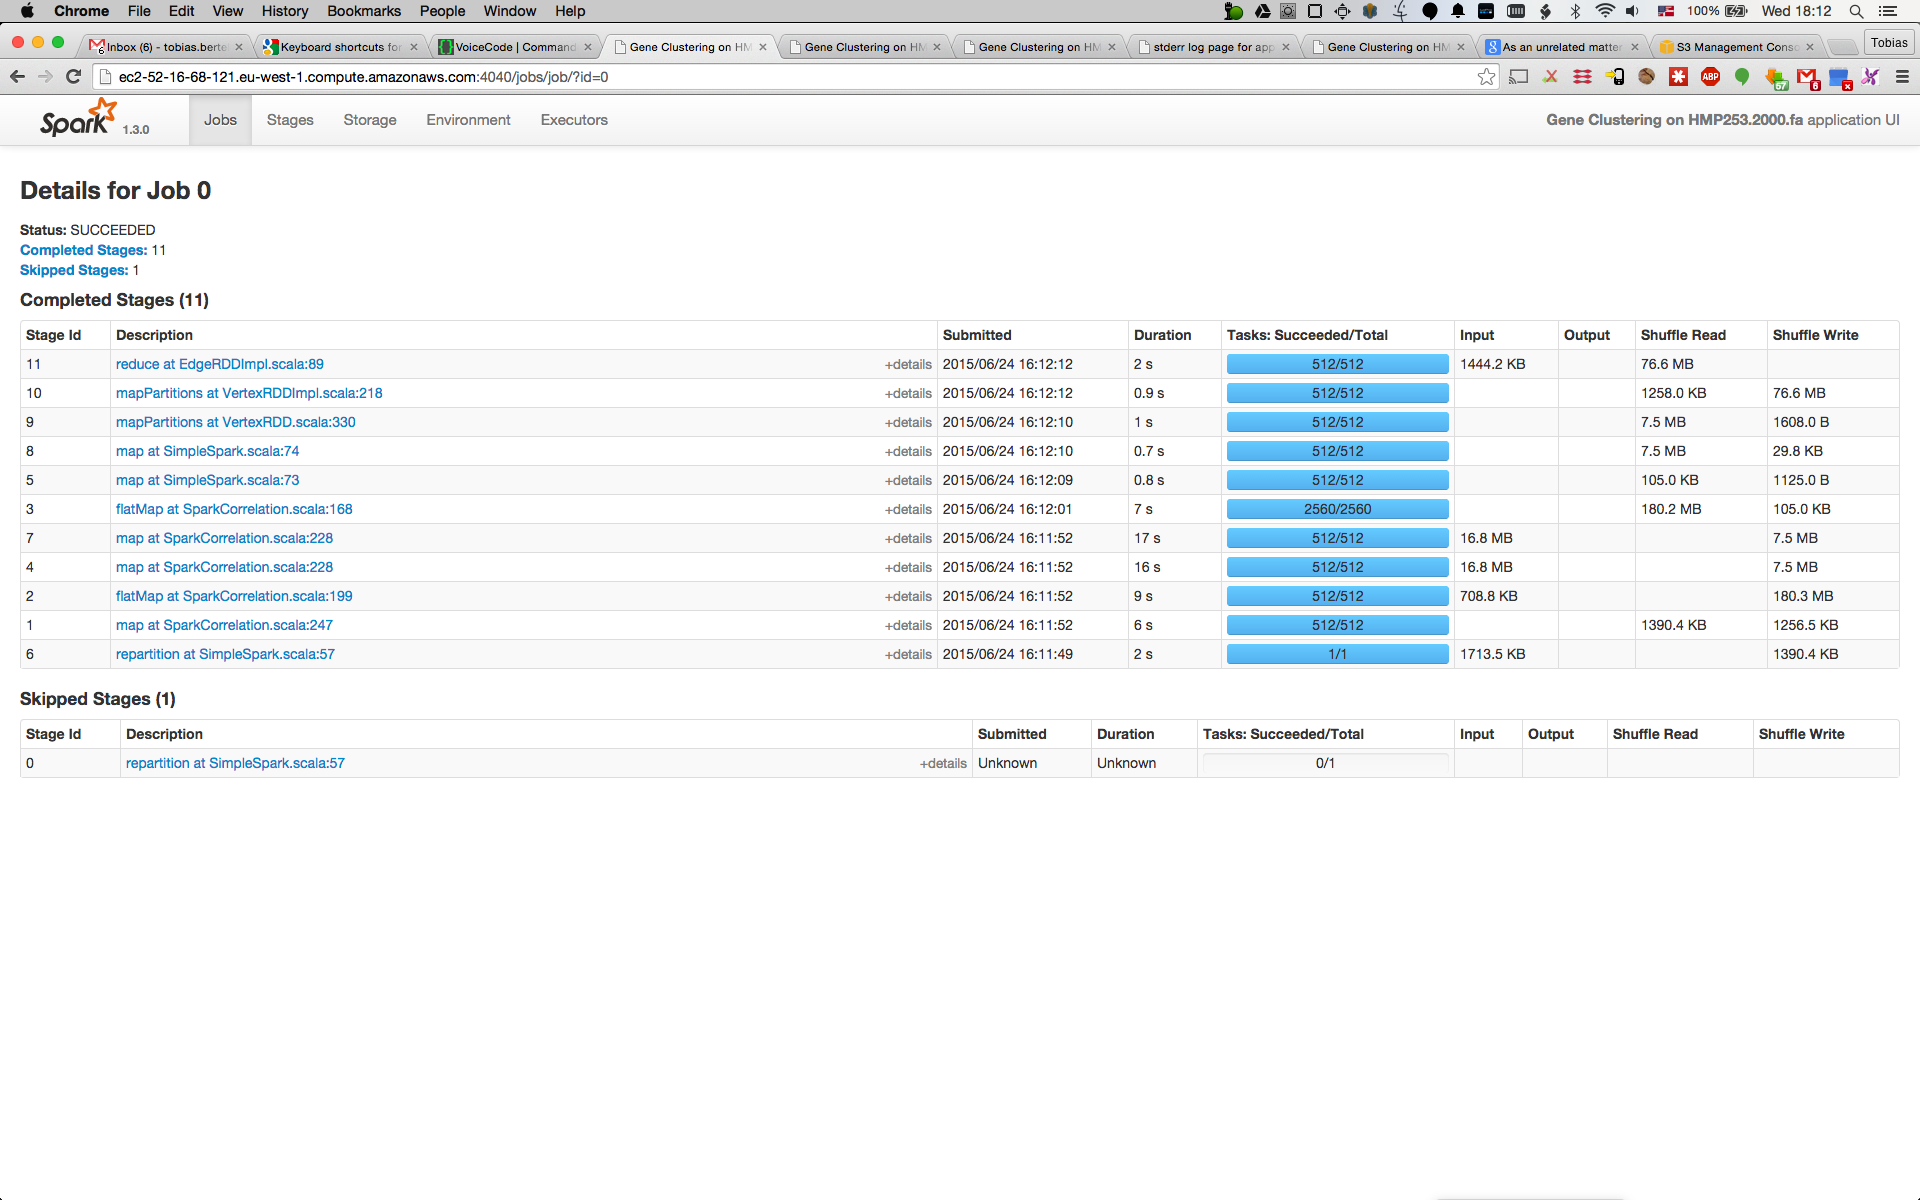 Chrome File Edit View History Bookmarks People Window Help 100% Wed 18:12
Inbox (6) - tobias.berte Keyboard shortcuts for VoiceCode | Command Gene Clustering on HM Gene Clustering on HM Gene Clustering on HM stderr log page for app Gene Clustering on HM As an unrelated matter S3 Management Conso Tobias
ec2-52-16-68-121.eu-west-1.compute.amazonaws.com:4040/jobs/job/?id=0 ABP 57 6 x
Spark 1.3.0 Jobs Stages Storage Environment Executors Gene Clustering on HMP253.2000.fa application UI
Details for Job 0
Status: SUCCEEDED
Completed Stages: 11
Skipped Stages: 1
Completed Stages (11)
Stage Id Description Submitted Duration Tasks: Succeeded/Total Input Output Shuffle Read Shuffle Write
11 reduce at EdgeRDDImpl.scala:89 +details 2015/06/24 16:12:12 2 s 512/512 1444.2 KB 76.6 MB
10 mapPartitions at VertexRDDImpl.scala:218 +details 2015/06/24 16:12:12 0.9 s 512/512 1258.0 KB 76.6 MB
9 mapPartitions at VertexRDD.scala:330 +details 2015/06/24 16:12:10 1 s 512/512 7.5 MB 1608.0 B
8 map at SimpleSpark.scala:74 +details 2015/06/24 16:12:10 0.7 s 512/512 7.5 MB 29.8 KB
5 map at SimpleSpark.scala:73 +details 2015/06/24 16:12:09 0.8 s 512/512 105.0 KB 1125.0 B
3 flatMap at SparkCorrelation.scala:168 +details 2015/06/24 16:12:01 7 s 2560/2560 180.2 MB 105.0 KB
7 map at SparkCorrelation.scala:228 +details 2015/06/24 16:11:52 17 s 512/512 16.8 MB 7.5 MB
4 map at SparkCorrelation.scala:228 +details 2015/06/24 16:11:52 16 s 512/512 16.8 MB 7.5 MB
2 flatMap at SparkCorrelation.scala:199 +details 2015/06/24 16:11:52 9 s 512/512 708.8 KB 180.3 MB
1 map at SparkCorrelation.scala:247 +details 2015/06/24 16:11:52 6 s 512/512 1390.4 KB 1256.5 KB
6 repartition at SimpleSpark.scala:57 +details 2015/06/24 16:11:49 2 s 1/1 1713.5 KB 1390.4 KB
Skipped Stages (1)
Stage Id Description Submitted Duration Tasks: Succeeded/Total Input Output Shuffle Read Shuffle Write
0 repartition at SimpleSpark.scala:57 +details Unknown Unknown 0/1